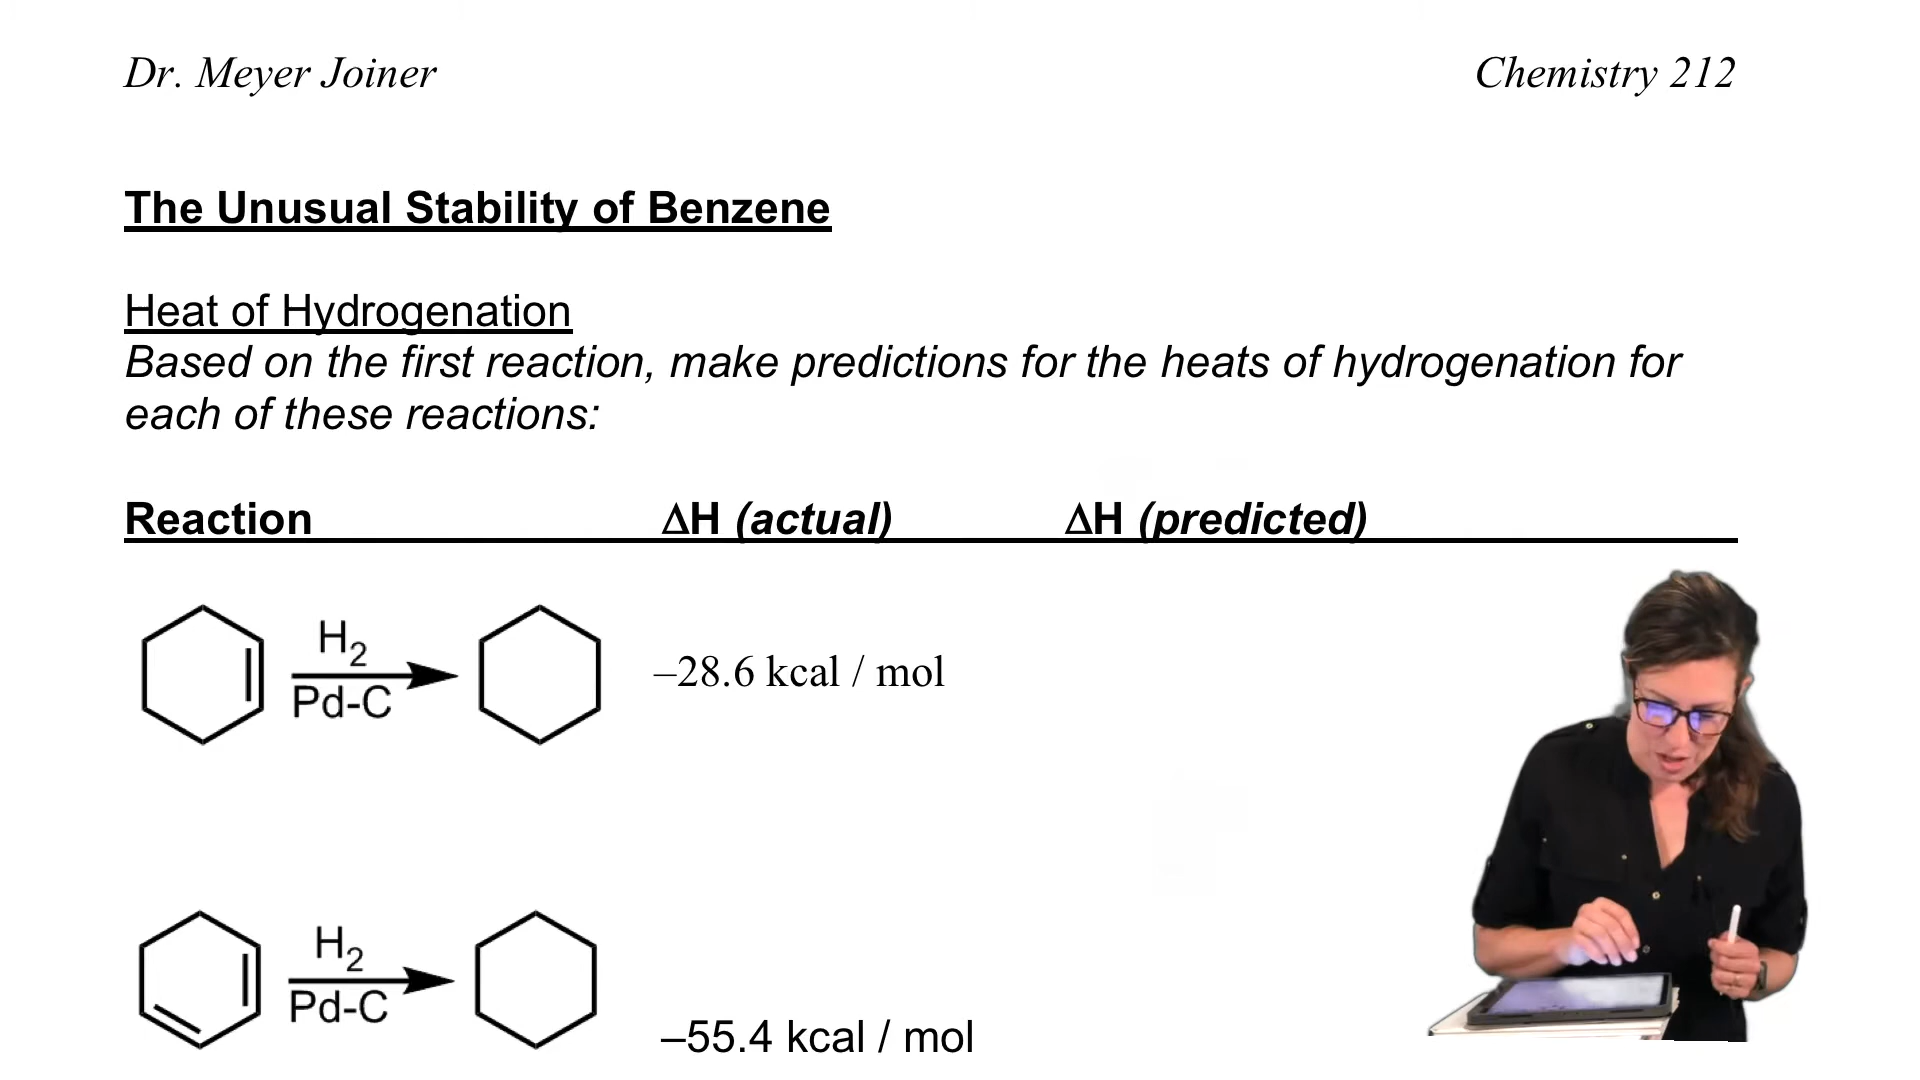 Dr. Meyer Joiner Chemistry 212
The Unusual Stability of Benzene
Heat of Hydrogenation
Based on the first reaction, make predictions for the heats of hydrogenation for
each of these reactions:
Reaction ΔH (actual) ΔH (predicted)
H₂
Pd-C
–28.6 kcal / mol
H₂
Pd-C
–55.4 kcal / mol